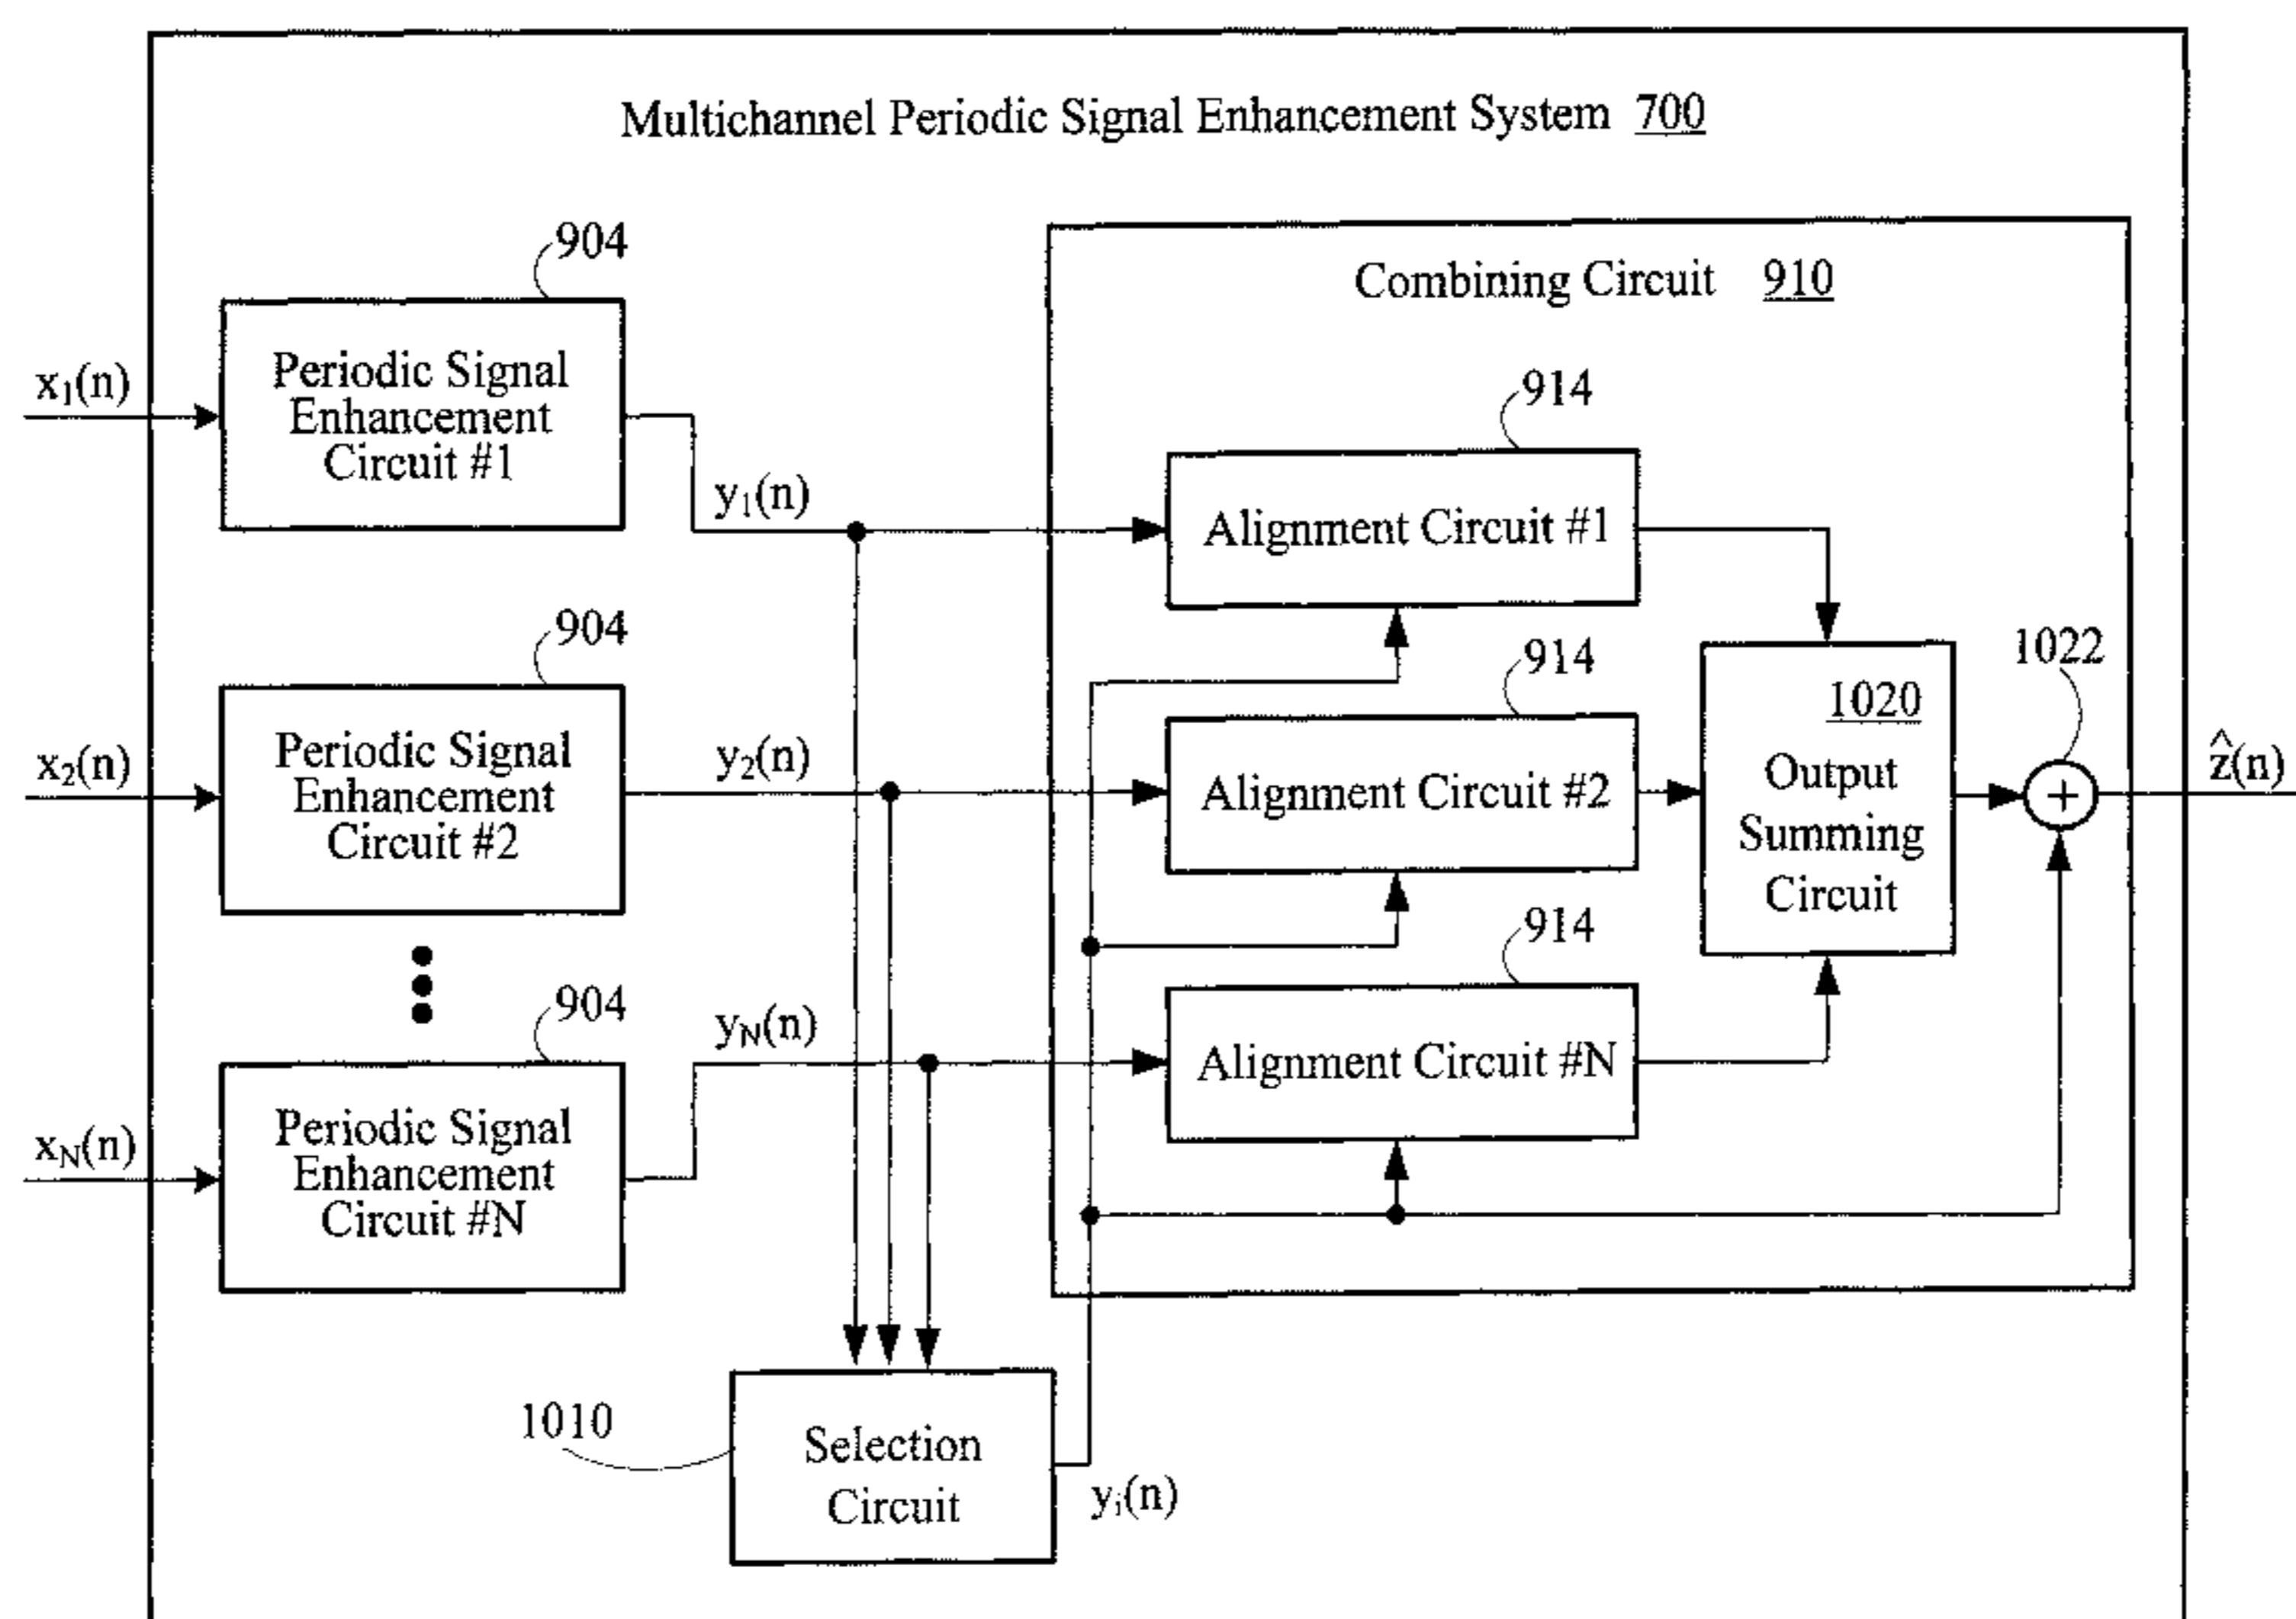 Multichannel Periodic Signal Enhancement System 700
904
Combining Circuit 910
x₁(n)
Periodic Signal
Enhancement
Circuit #1
914
y₁(n)
Alignment Circuit #1
904
914
1022
x₂(n)
Periodic Signal
Enhancement
Circuit #2
y₂(n)
Alignment Circuit #2
1020
Output
Summing
Circuit
+
ẑ(n)
904
914
xN(n)
Periodic Signal
Enhancement
Circuit #N
yN(n)
Alignment Circuit #N
1010
Selection
Circuit
yᵢ(n)